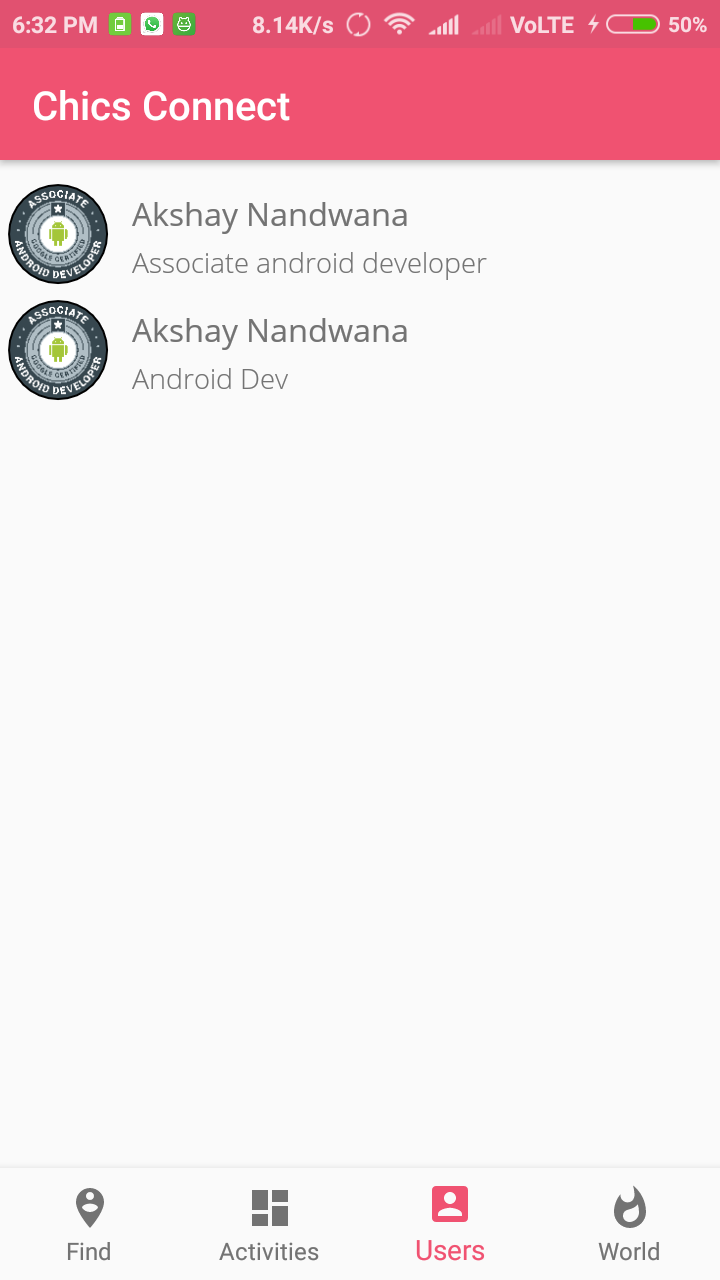 6:32 PM 8.14K/s VoLTE 50%
Chics Connect
ASSOCIATE
GOOGLE CERTIFIED
ANDROID DEVELOPER
Akshay Nandwana
Associate android developer
ASSOCIATE
GOOGLE CERTIFIED
ANDROID DEVELOPER
Akshay Nandwana
Android Dev
Find Activities Users World